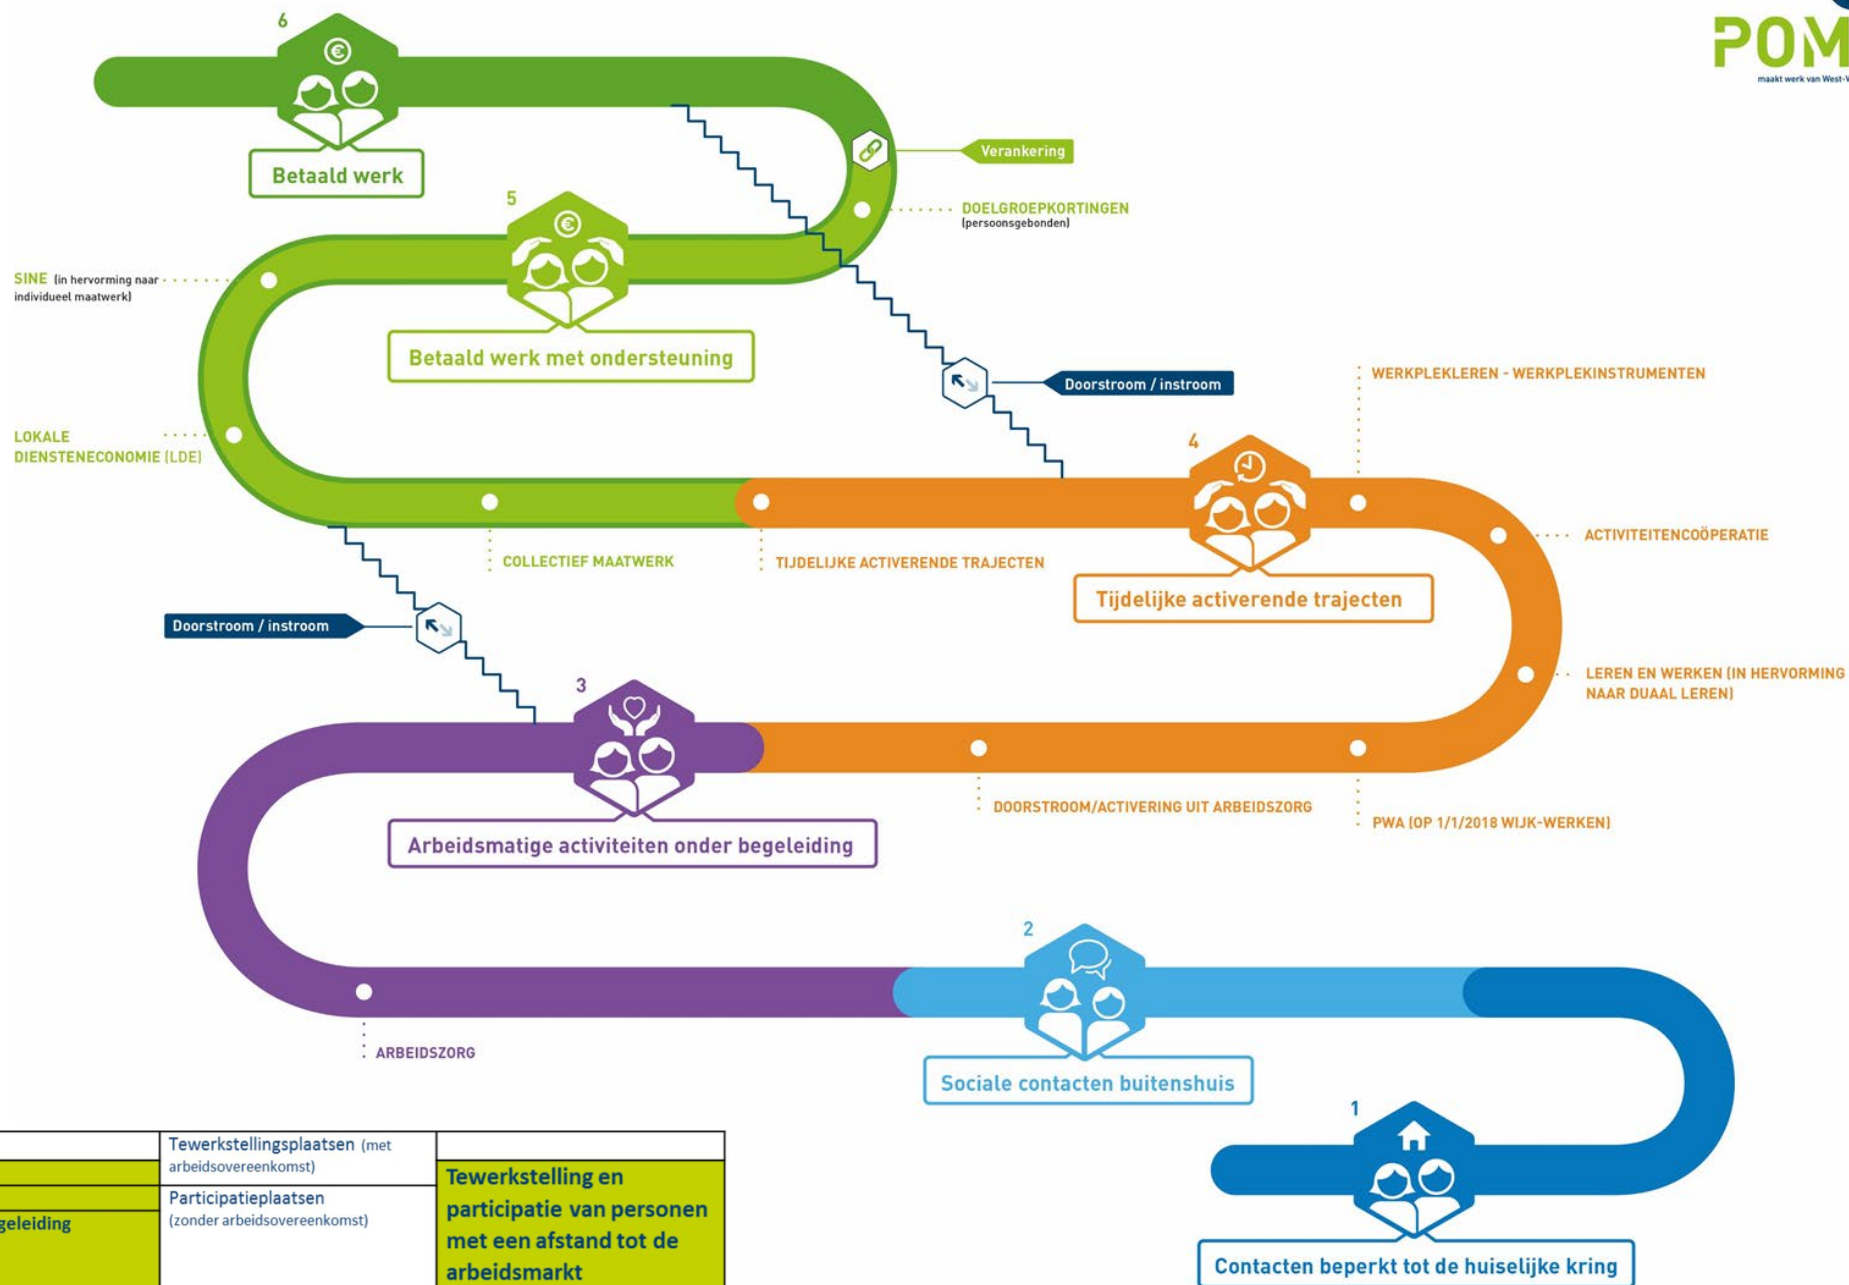 6
POM
maakt werk van West-V
Verankering
Betaald werk
5
DOELGROEPKORTINGEN
(persoonsgebonden)
SINE (in hervorming naar
individueel maatwerk)
Betaald werk met ondersteuning
Doorstroom / instroom
WERKPLEKLEREN - WERKPLEKINSTRUMENTEN
LOKALE
DIENSTENECONOMIE (LDE)
4
ACTIVITEITENCOÖPERATIE
COLLECTIEF MAATWERK
TIJDELIJKE ACTIVERENDE TRAJECTEN
Tijdelijke activerende trajecten
Doorstroom / instroom
LEREN EN WERKEN (IN HERVORMING
NAAR DUAAL LEREN)
3
DOORSTROOM/ACTIVERING UIT ARBEIDSZORG
PWA (OP 1/1/2018 WIJK-WERKEN)
Arbeidsmatige activiteiten onder begeleiding
2
ARBEIDSZORG
Sociale contacten buitenshuis
1
Contacten beperkt tot de huiselijke kring
Tewerkstellingsplaatsen (met
arbeidsovereenkomst)
Participatieplaatsen
(zonder arbeidsovereenkomst)
geleiding
Tewerkstelling en
participatie van personen
met een afstand tot de
arbeidsmarkt